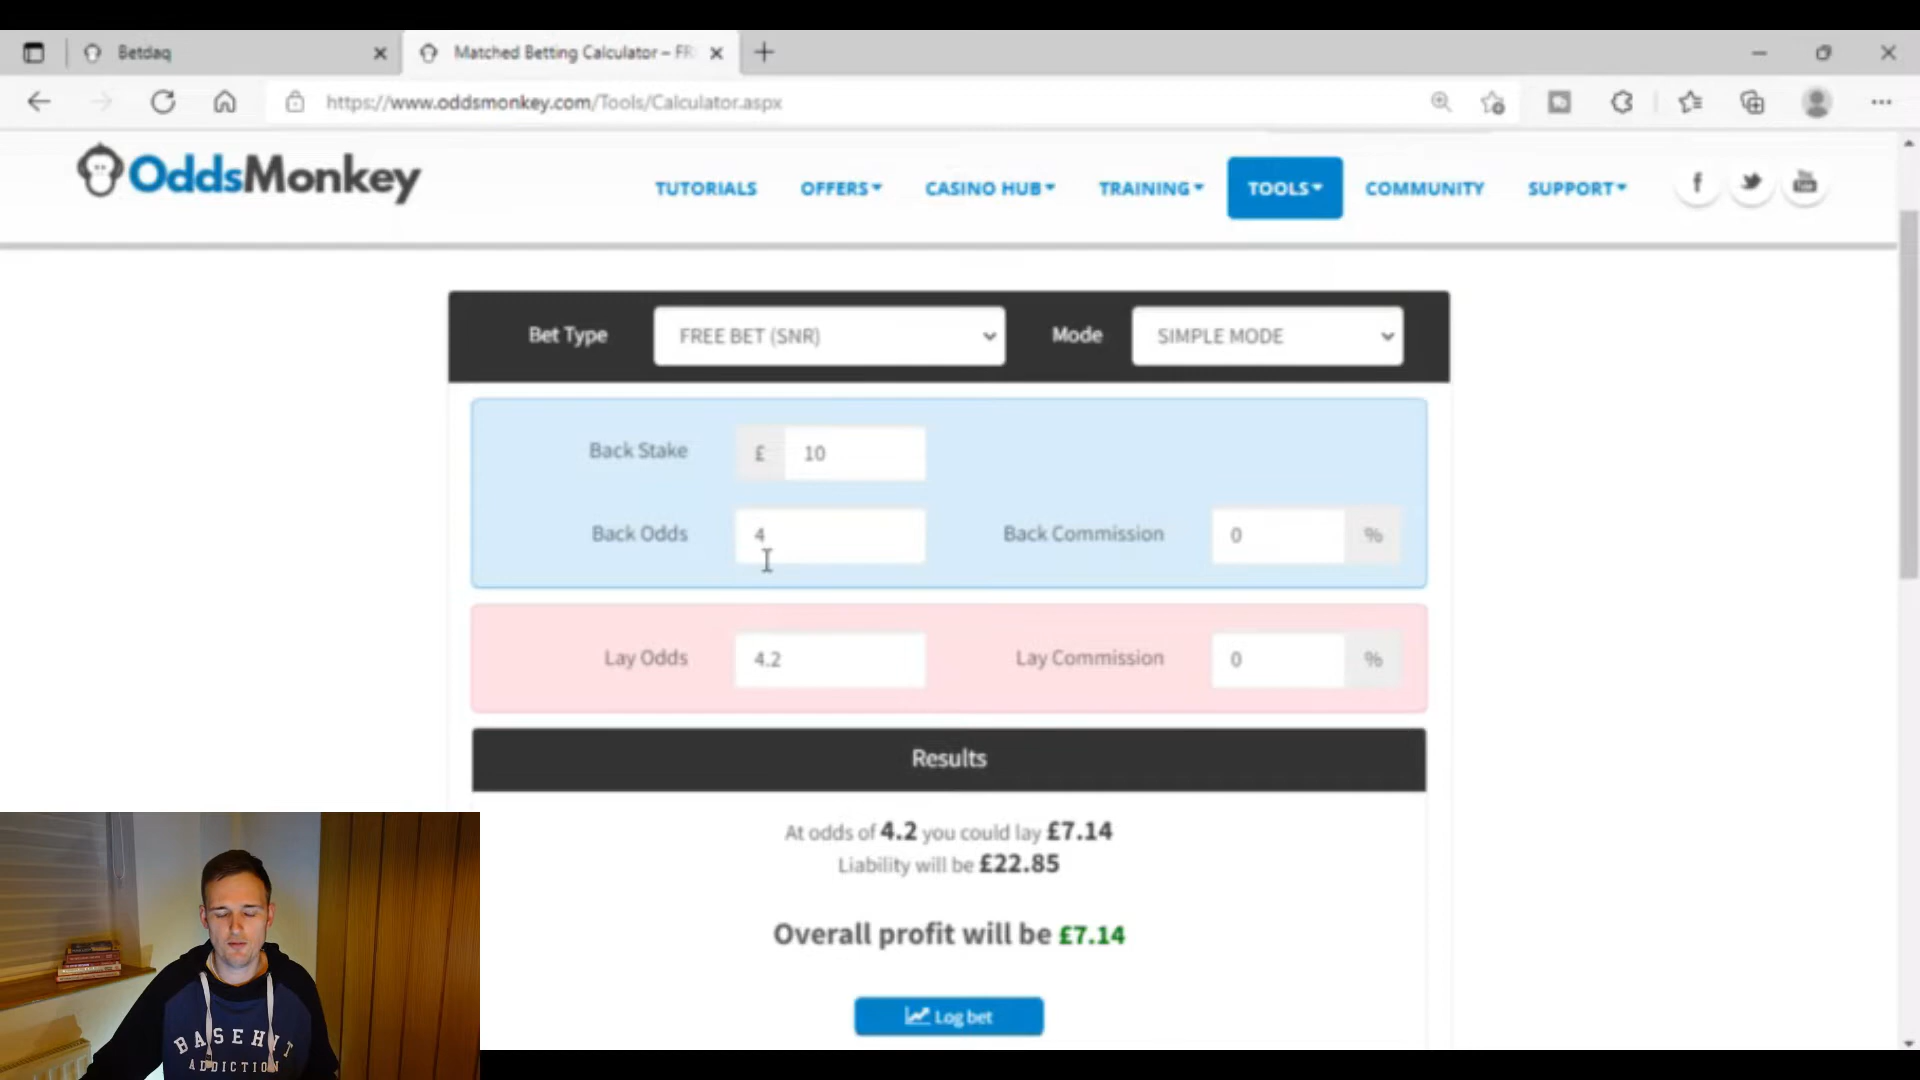 Betdaq
Matched Betting Calculator – FR
https://www.oddsmonkey.com/Tools/Calculator.aspx
OddsMonkey
TUTORIALS OFFERS CASINO HUB TRAINING TOOLS COMMUNITY SUPPORT
Bet Type FREE BET (SNR) Mode SIMPLE MODE
Back Stake £ 10
Back Odds 4 Back Commission 0 %
Lay Odds 4.2 Lay Commission 0 %
Results
At odds of 4.2 you could lay £7.14
Liability will be £22.85
Overall profit will be £7.14
Log bet
BASEHIT
ADDICTION